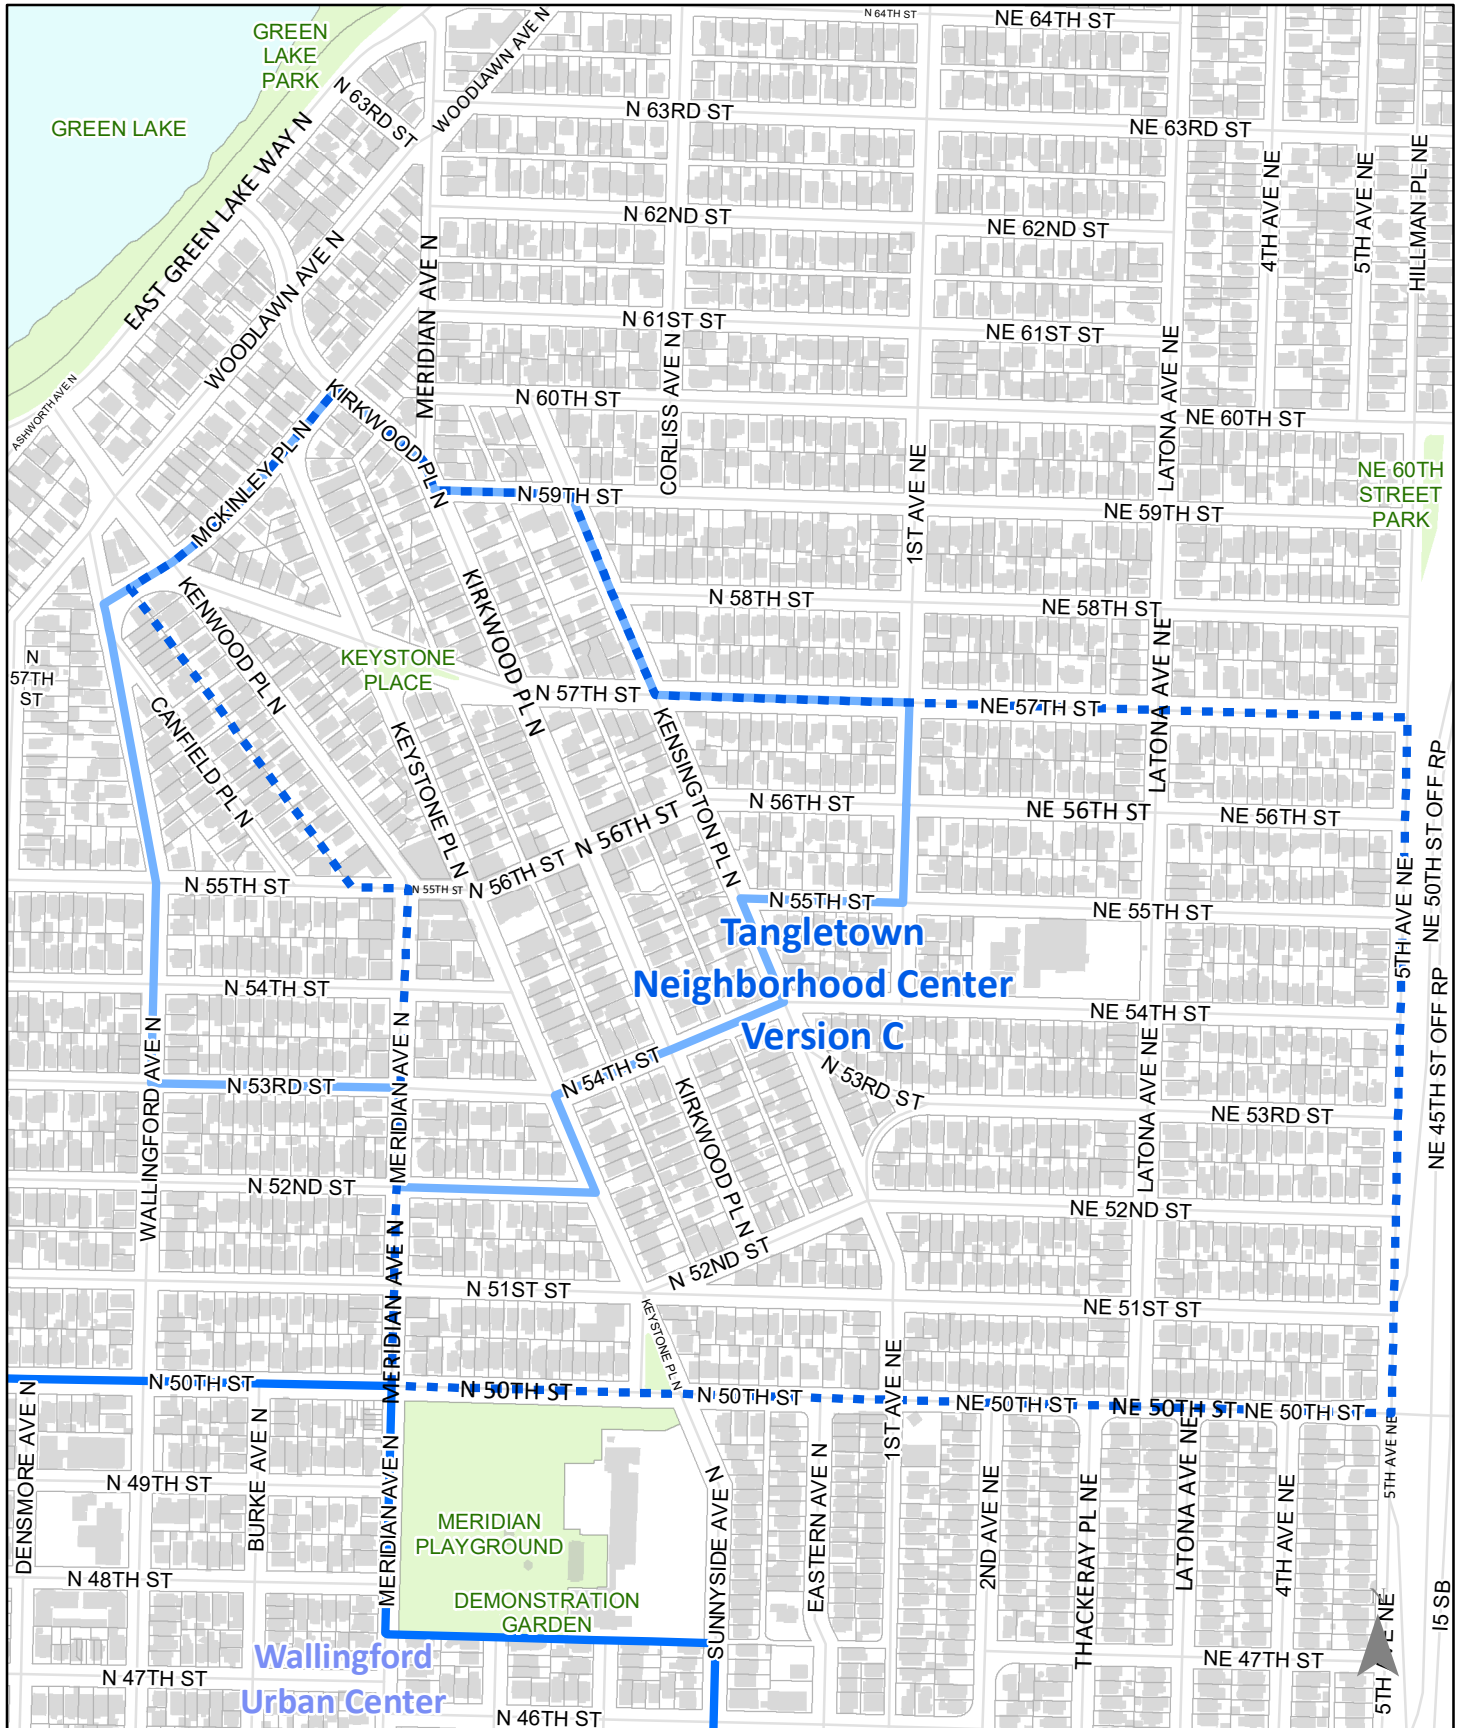 N 64TH ST
NE 64TH ST
GREEN
LAKE
PARK
WOODLAWN AVE N
N 63RD ST
N 63RD ST
NE 63RD ST
GREEN LAKE
EAST GREEN LAKE WAY N
4TH AVE NE
5TH AVE NE
HILLMAN PL NE
N 62ND ST
NE 62ND ST
WOODLAWN AVE N
MERIDIAN AVE N
N 61ST ST
NE 61ST ST
CORLISS AVE N
LATONA AVE NE
ASHWORTH AVE N
KIRKWOOD PL N
N 60TH ST
NE 60TH ST
MCKINLEY PL N
1ST AVE NE
NE 60TH
STREET
PARK
N 59TH ST
NE 59TH ST
KENWOOD PL N
KIRKWOOD PL N
N 58TH ST
NE 58TH ST
N
57TH
ST
KEYSTONE
PLACE
N 57TH ST
NE 57TH ST
LATONA AVE NE
CANFIELD PL N
KEYSTONE PL N
KENSINGTON PL N
NE 50TH ST OFF RP
N 56TH ST
N 56TH ST
NE 56TH ST
NE 56TH ST
N 55TH ST
N 55TH ST
N 56TH ST
N 55TH ST
NE 55TH ST
5TH AVE NE
Tangletown
Neighborhood Center
Version C
N 54TH ST
NE 54TH ST
NE 45TH ST OFF RP
WALLINGFORD AVE N
MERIDIAN AVE N
N 54TH ST
N 53RD ST
N 53RD ST
NE 53RD ST
LATONA AVE NE
KIRKWOOD PL N
N 52ND ST
NE 52ND ST
MERIDIAN AVE N
N 52ND ST
N 51ST ST
NE 51ST ST
KEYSTONE PL N
1ST AVE NE
N 50TH ST
N 50TH ST
N 50TH ST
NE 50TH ST
NE 50TH ST
NE 50TH ST
DENSMORE AVE N
BURKE AVE N
MERIDIAN AVE N
N 49TH ST
MERIDIAN
PLAYGROUND
SUNNYSIDE AVE N
EASTERN AVE N
2ND AVE NE
THACKERAY PL NE
LATONA AVE NE
4TH AVE NE
5TH AVE NE
N 48TH ST
DEMONSTRATION
GARDEN
I5 SB
Wallingford
Urban Center
N 47TH ST
NE 47TH ST
N 46TH ST